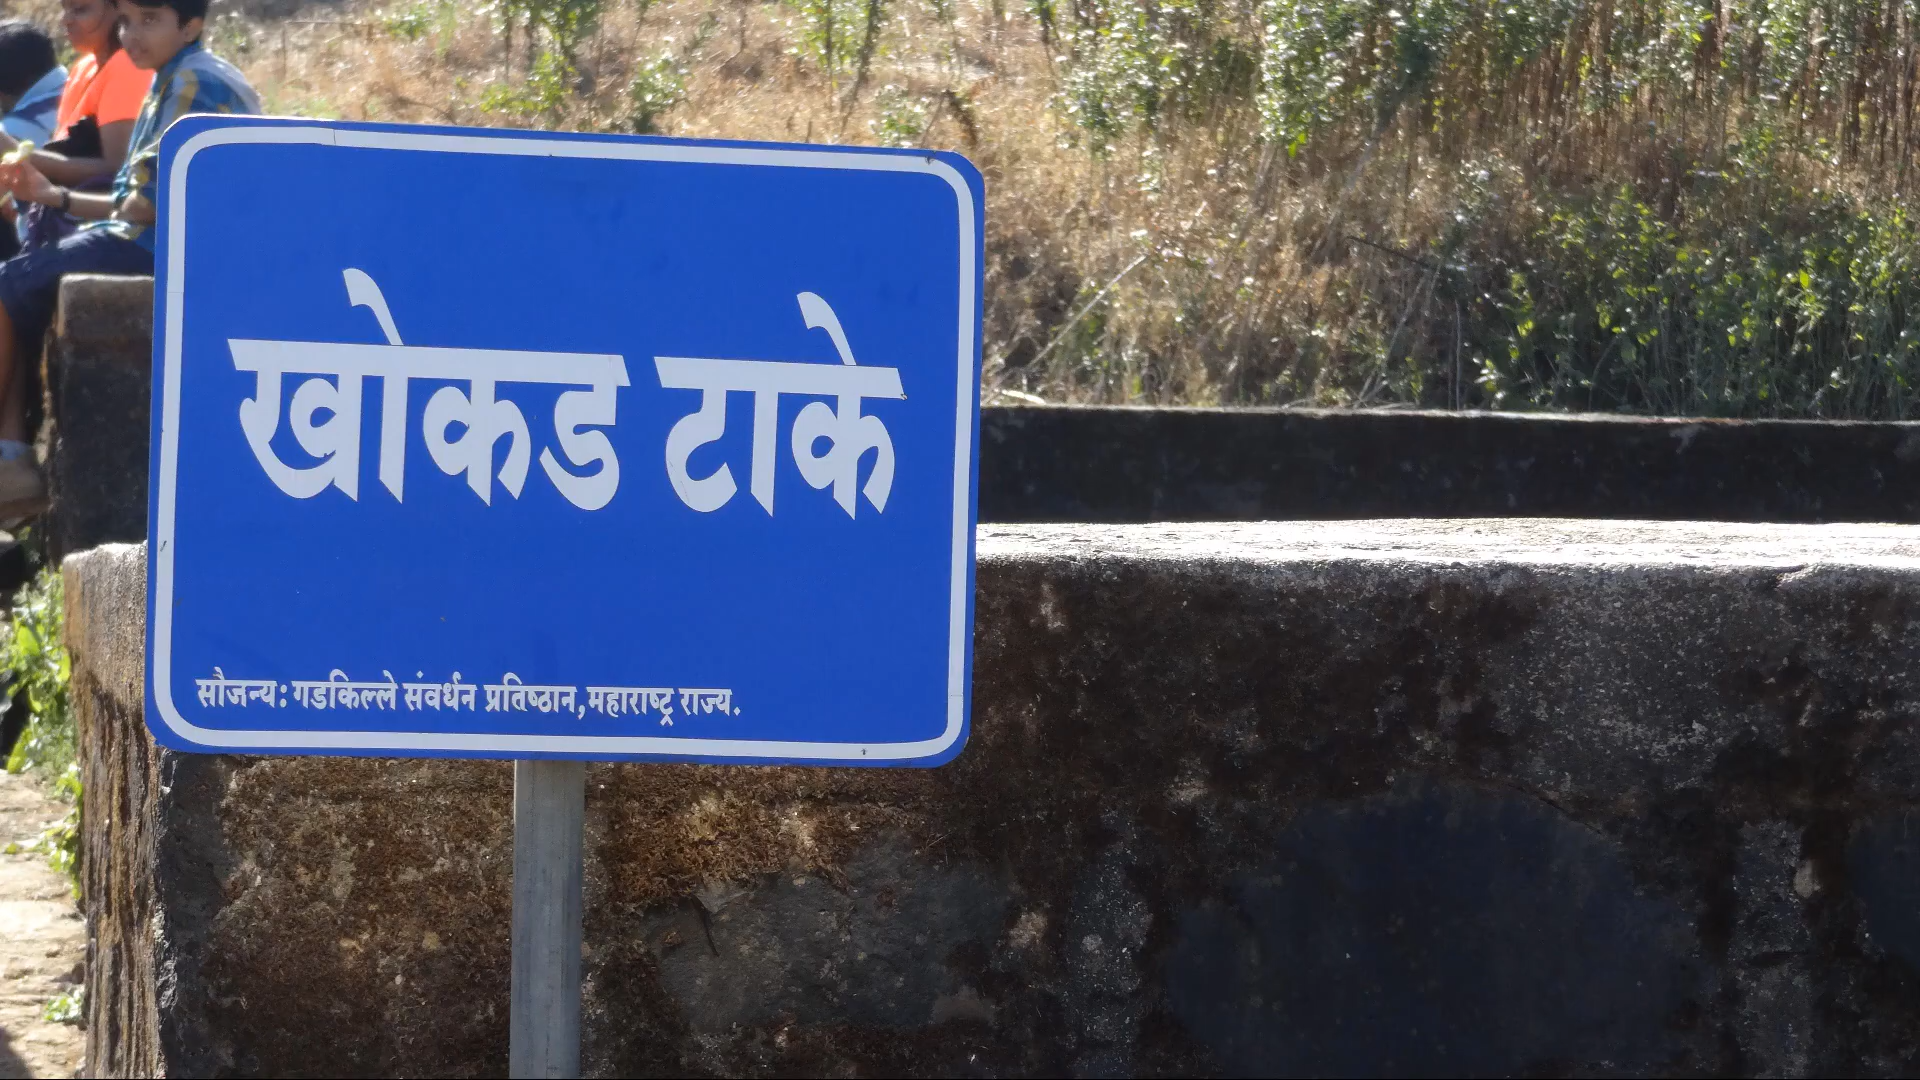 खोकड टाके
सौजन्य: गडकिल्ले संवर्धन प्रतिष्ठान, महाराष्ट्र राज्य.